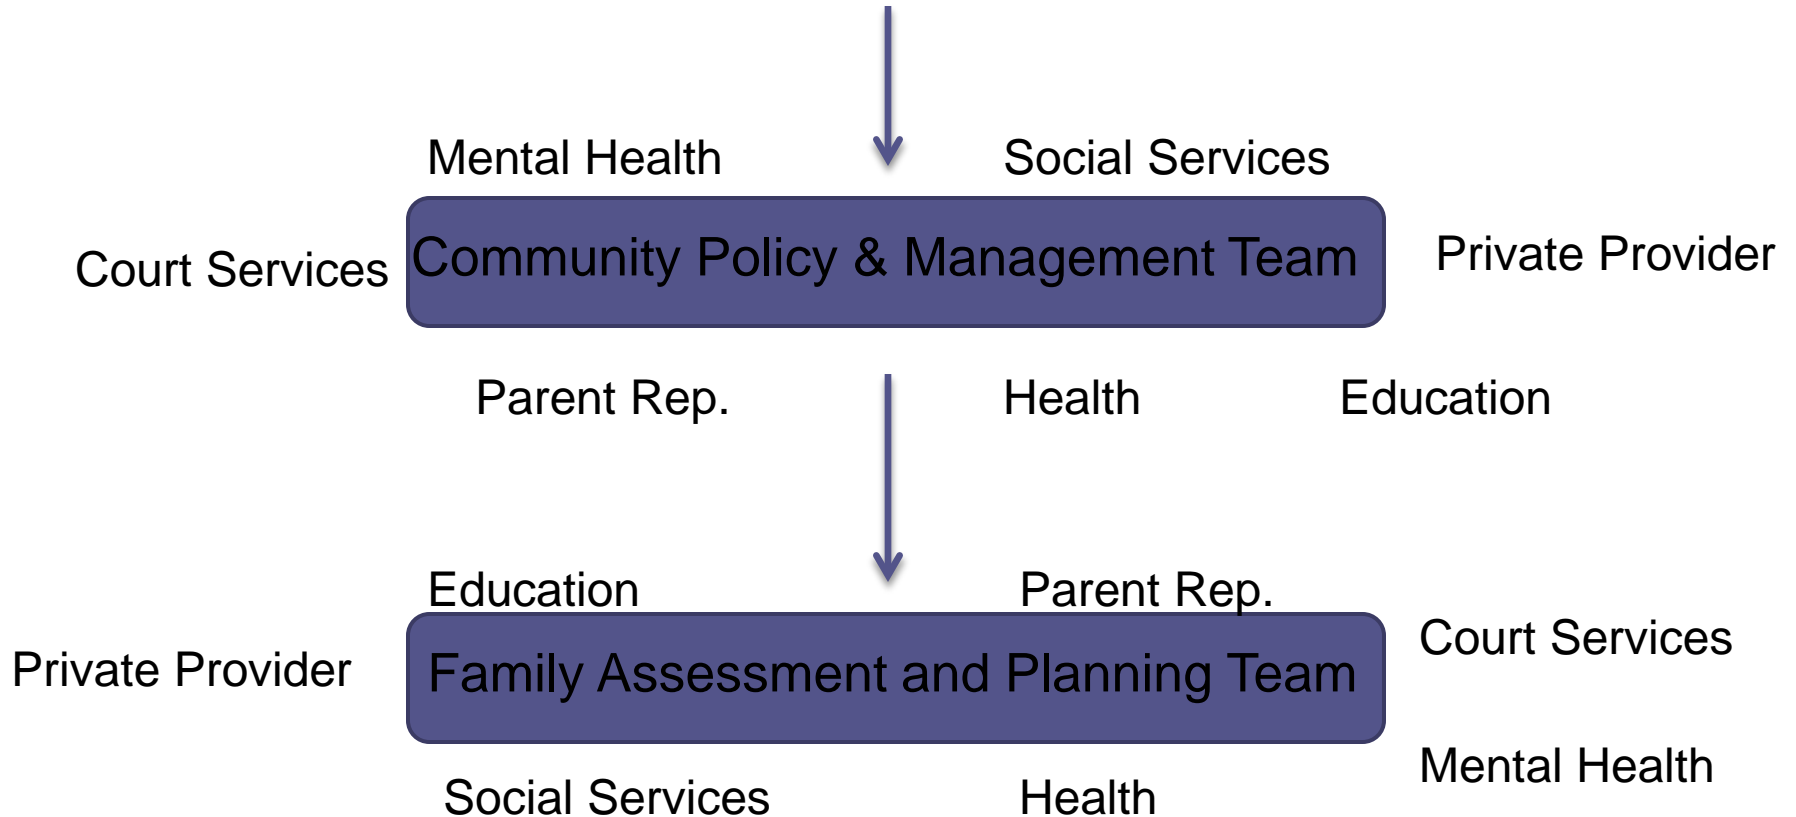 Mental Health
Social Services
Court Services
Community Policy & Management Team
Private Provider
Parent Rep.
Health
Education
Education
Parent Rep.
Private Provider
Family Assessment and Planning Team
Court Services
Social Services
Health
Mental Health